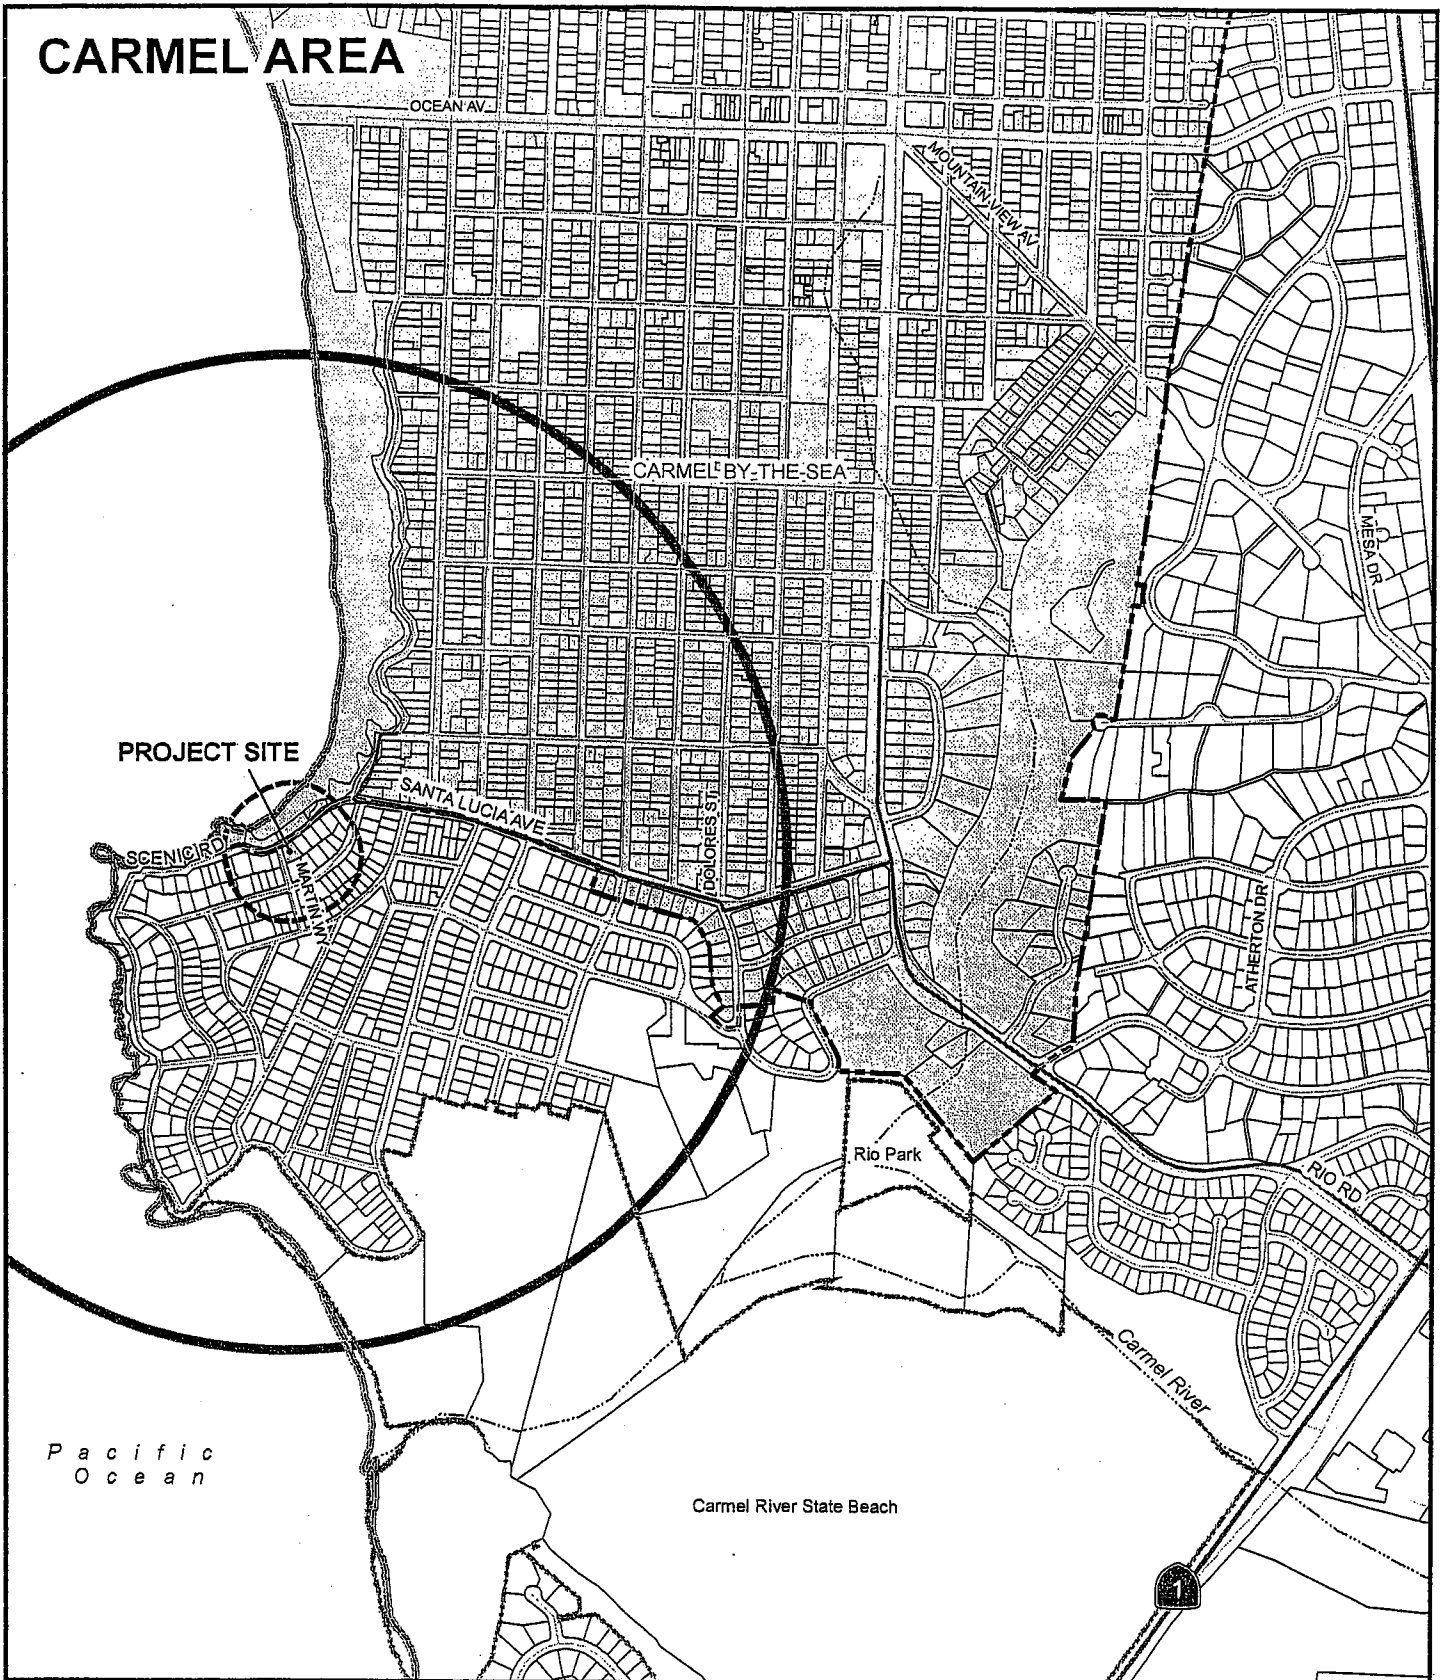 CARMEL AREA
OCEAN AV
MOUNTAIN VIEW AV
CARMEL-BY-THE-SEA
MESA DR
PROJECT SITE
SANTA LUCIA AVE
DOLORES ST
SCENIC RD
MARTIN WY
ATHERTON DR
Rio Park
RIO RD
Carmel River
Pacific
Ocean
Carmel River State Beach
1